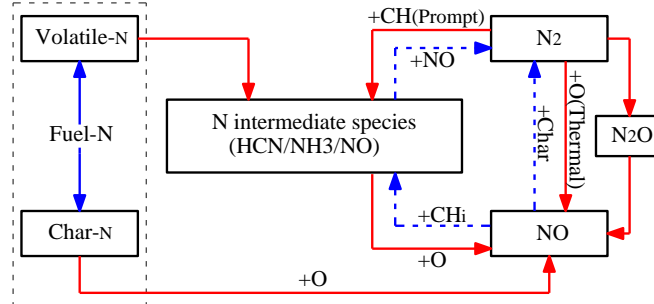 +CH(Prompt)
Volatile-N
N2
+NO
Fuel-N
N intermediate species
(HCN/NH3/NO)
+Char
+O(Thermal)
N2O
+CHi
Char-N
NO
+O
+O